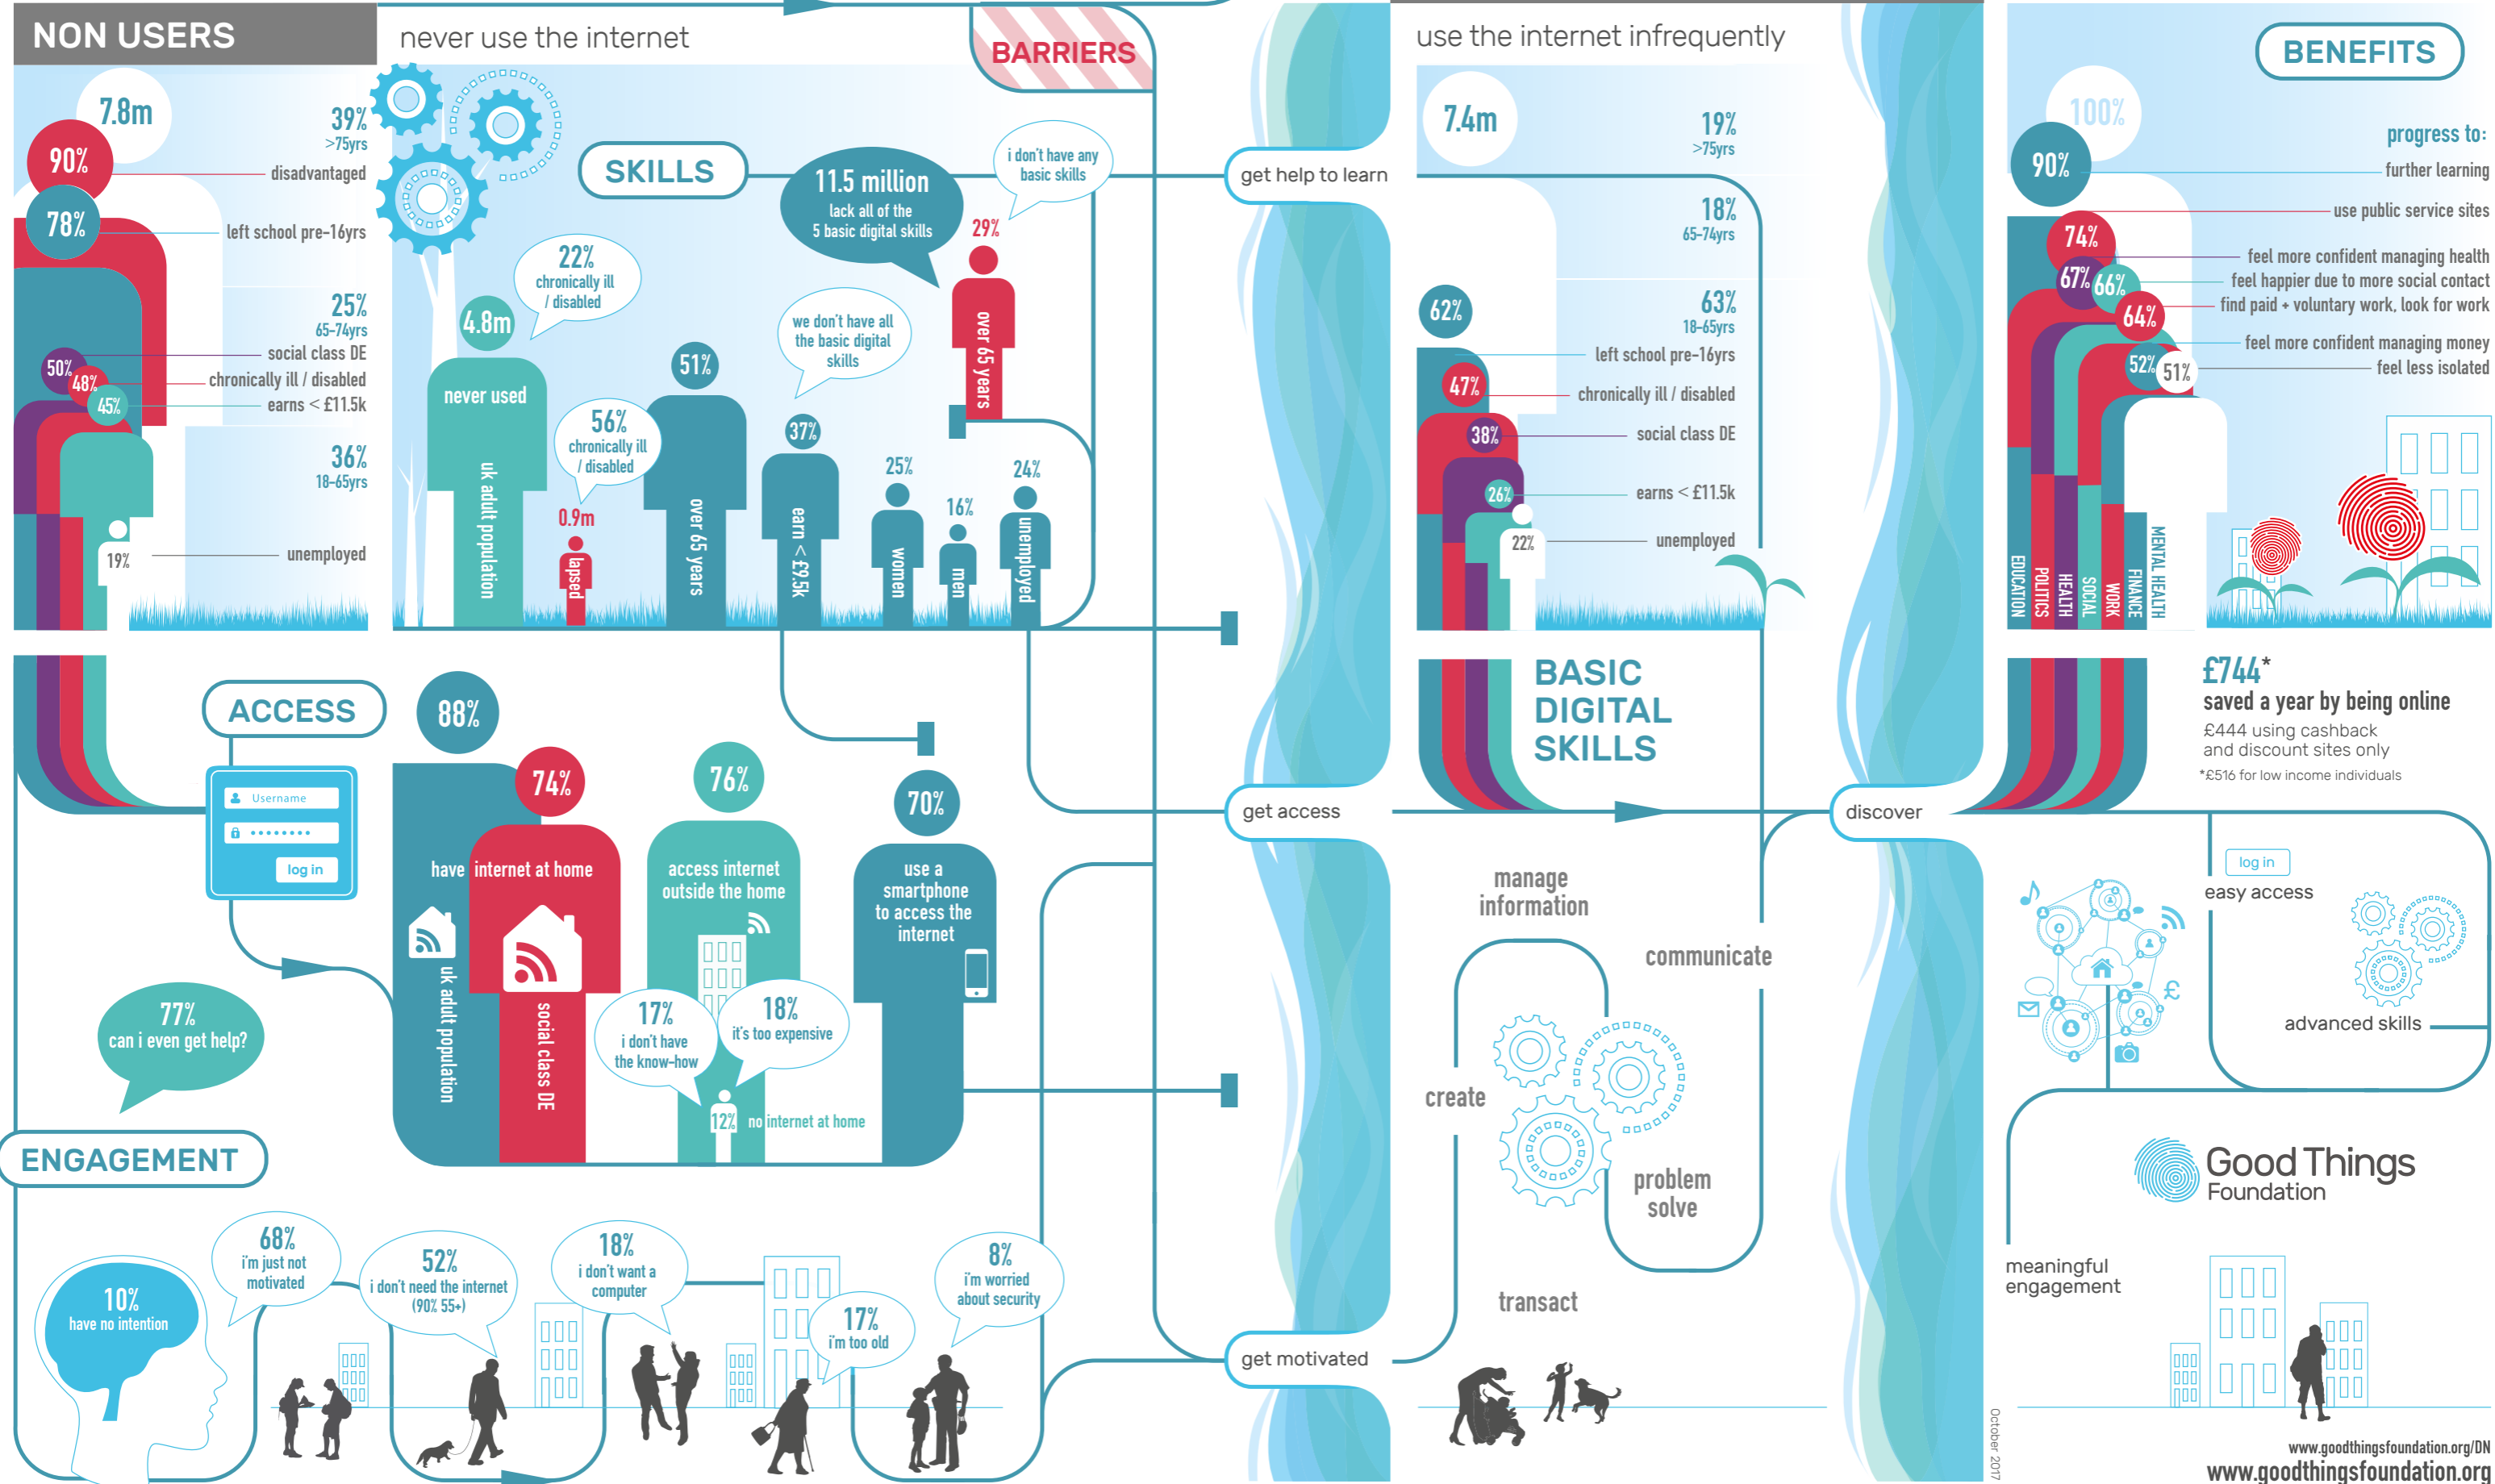 NON USERS
never use the internet
BARRIERS
7.8m
90%
disadvantaged
78%
left school pre-16yrs
39%
>75yrs
25%
65-74yrs
50%
social class DE
48%
chronically ill / disabled
45%
earns < £11.5k
36%
18-65yrs
19%
unemployed
SKILLS
11.5 million
lack all of the
5 basic digital skills
i don't have any
basic skills
29%
over 65 years
22%
chronically ill
/ disabled
4.8m
never used
uk adult population
56%
chronically ill
/ disabled
0.9m
lapsed
51%
over 65 years
we don't have all
the basic digital
skills
37%
earn < £9.5k
25%
women
16%
men
24%
unemployed
ACCESS
Username
log in
88%
74%
have internet at home
uk adult population
social class DE
76%
access internet
outside the home
17%
i don't have
the know-how
18%
it's too expensive
12%
no internet at home
70%
use a
smartphone
to access the
internet
77%
can i even get help?
ENGAGEMENT
10%
have no intention
68%
i'm just not
motivated
52%
i don't need the internet
(90% 55+)
18%
i don't want a
computer
17%
i'm too old
8%
i'm worried
about security
get help to learn
get access
get motivated
use the internet infrequently
7.4m
19%
>75yrs
18%
65-74yrs
63%
18-65yrs
62%
left school pre-16yrs
47%
chronically ill / disabled
38%
social class DE
26%
earns < £11.5k
22%
unemployed
BASIC
DIGITAL
SKILLS
manage
information
communicate
create
problem
solve
transact
discover
October 2017
BENEFITS
100%
progress to:
90%
further learning
use public service sites
74%
feel more confident managing health
67%
66%
feel happier due to more social contact
64%
find paid + voluntary work, look for work
feel more confident managing money
52%
51%
feel less isolated
EDUCATION
POLITICS
HEALTH
SOCIAL
WORK
FINANCE
MENTAL HEALTH
£744*
saved a year by being online
£444 using cashback
and discount sites only
*£516 for low income individuals
log in
easy access
£
advanced skills
Good Things
Foundation
meaningful
engagement
www.goodthingsfoundation.org/DN
www.goodthingsfoundation.org